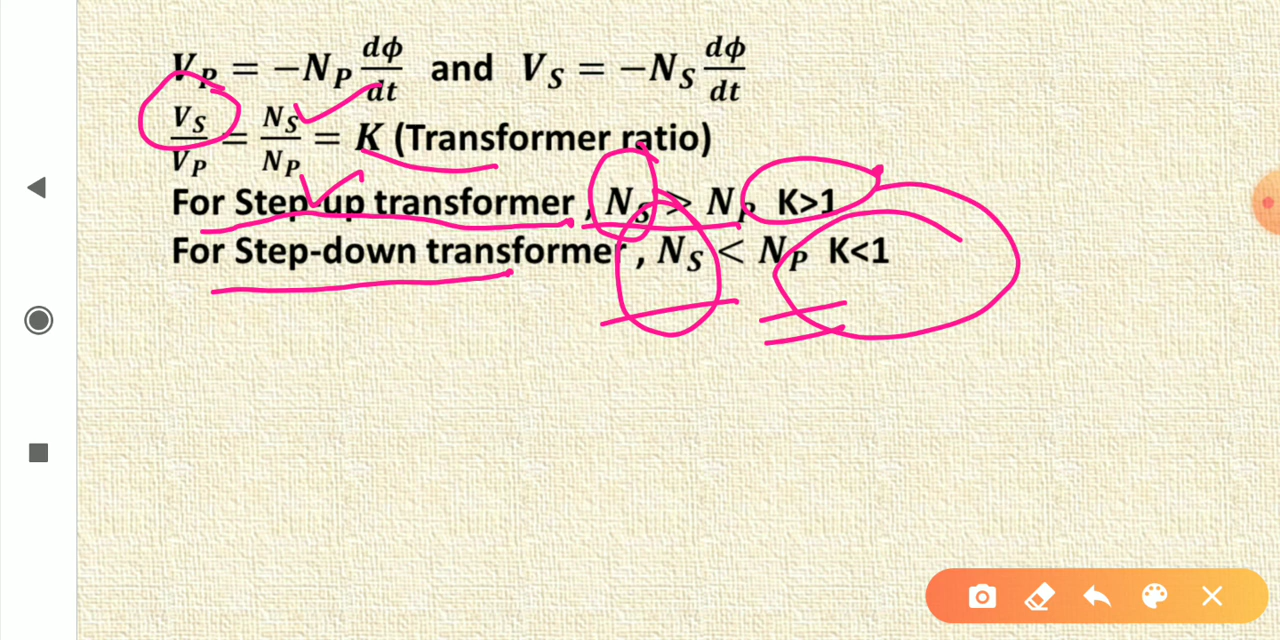 V_P = −N_P dϕ/dt and V_S = −N_S dϕ/dt
V_S/V_P = N_S/N_P = K (Transformer ratio)
For Step-up transformer , N_S > N_P K>1
For Step-down transformer , N_S < N_P K<1